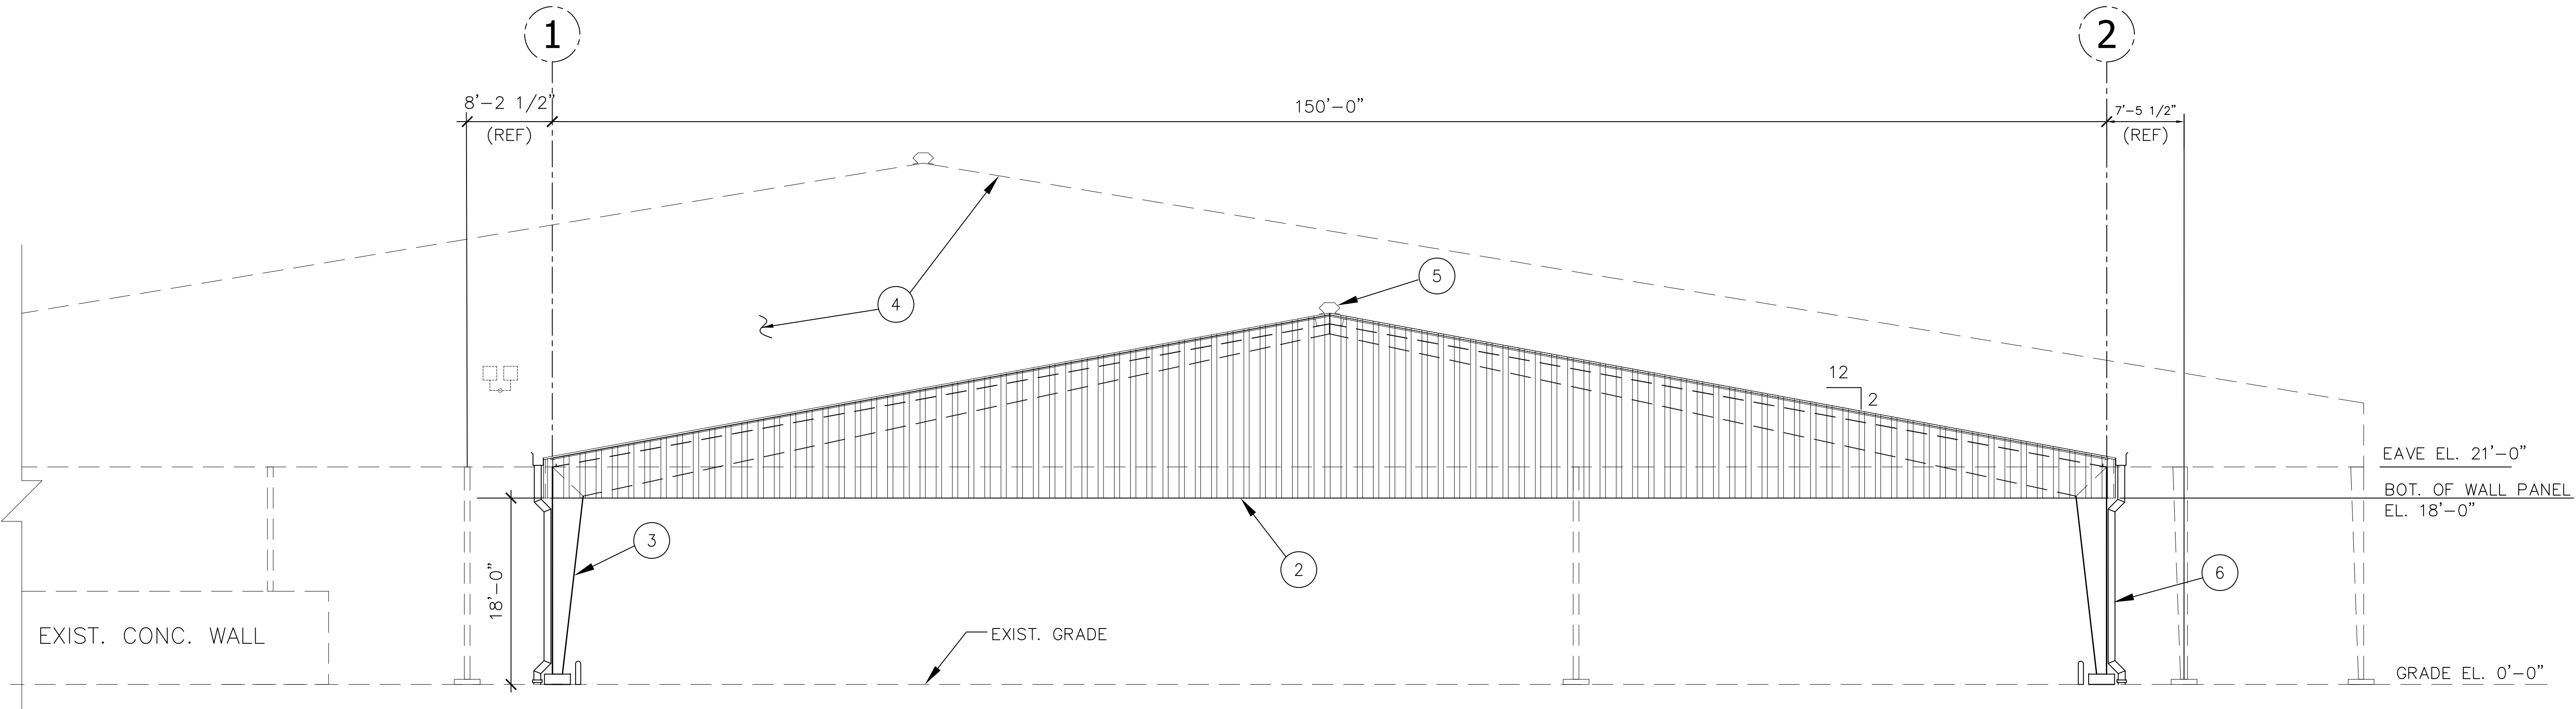 1
2
8'-2 1/2"
(REF)
150'-0"
7'-5 1/2"
(REF)
5
4
12
2
EAVE EL. 21'-0"
BOT. OF WALL PANEL
EL. 18'-0"
3
2
6
18'-0"
EXIST. CONC. WALL
EXIST. GRADE
GRADE EL. 0'-0"